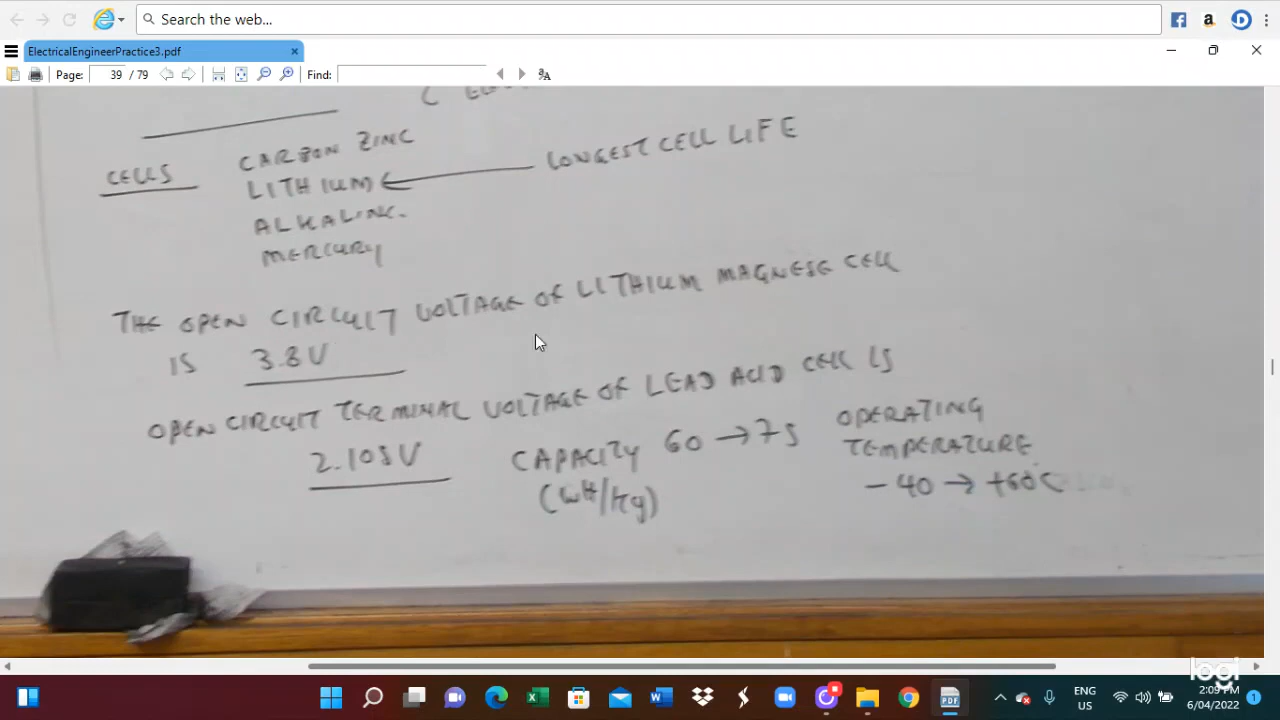 Search the web...
ElectricalEngineerPractice3.pdf
Page: 39 / 79 Find:
CELLS CARBON ZINC
LITHIUM LONGEST CELL LIFE
ALKALINE.
MERCURY
THE OPEN CIRCUIT VOLTAGE OF LITHIUM MAGNESE CELL
IS 3.8V
OPEN CIRCUIT TERMINAL VOLTAGE OF LEAD ACID CELL IS
2.105V CAPACITY 60 → 75 OPERATING
(WH/Kg) TEMPERATURE
- 40 → +60°C
logi
ENG
US
2:09 PM
6/04/2022